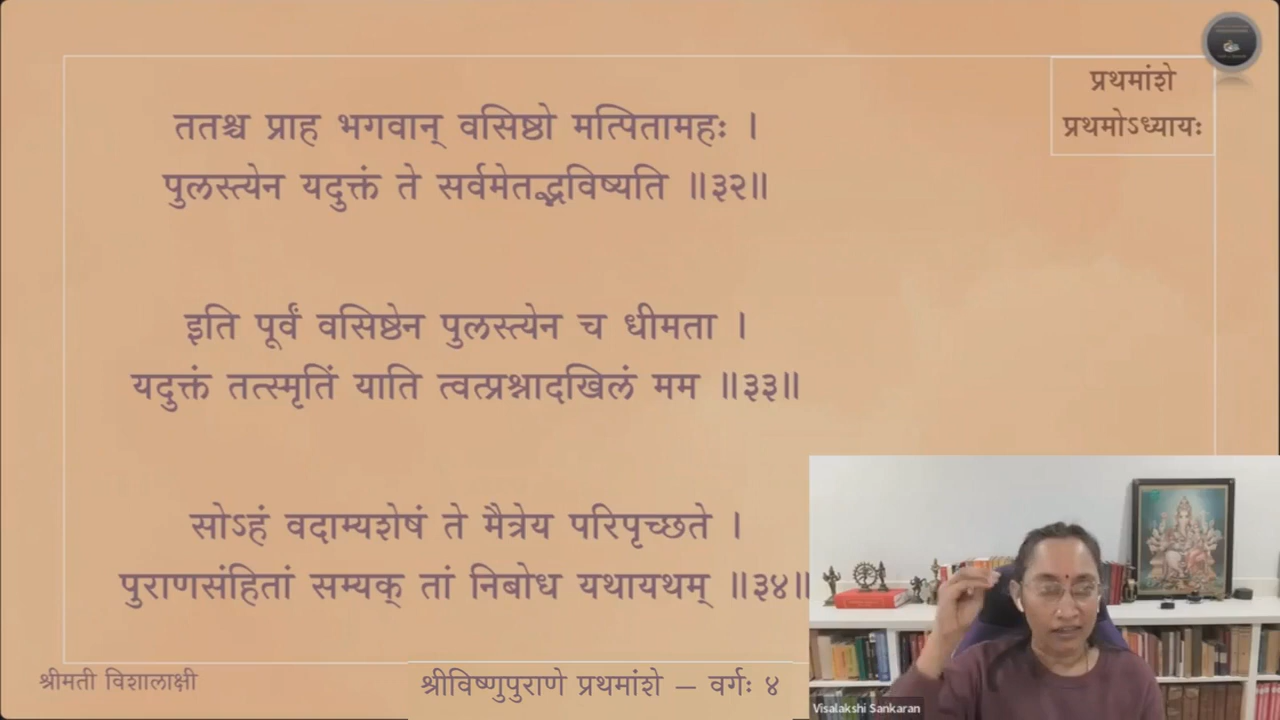 प्रथमांशे
प्रथमोऽध्यायः
ततश्च प्राह भगवान् वसिष्ठो मत्पितामहः ।
पुलस्त्येन यदुक्तं ते सर्वमेतद्भविष्यति ॥३२॥
इति पूर्वं वसिष्ठेन पुलस्त्येन च धीमता ।
यदुक्तं तत्स्मृतिं याति त्वत्प्रश्नादखिलं मम ॥३३॥
सोऽहं वदाम्यशेषं ते मैत्रेय परिपृच्छते ।
पुराणसंहितां सम्यक् तां निबोध यथायथम् ॥३४॥
श्रीमती विशालाक्षी
श्रीविष्णुपुराणे प्रथमांशे – वर्गः ४
Visalakshi Sankaran